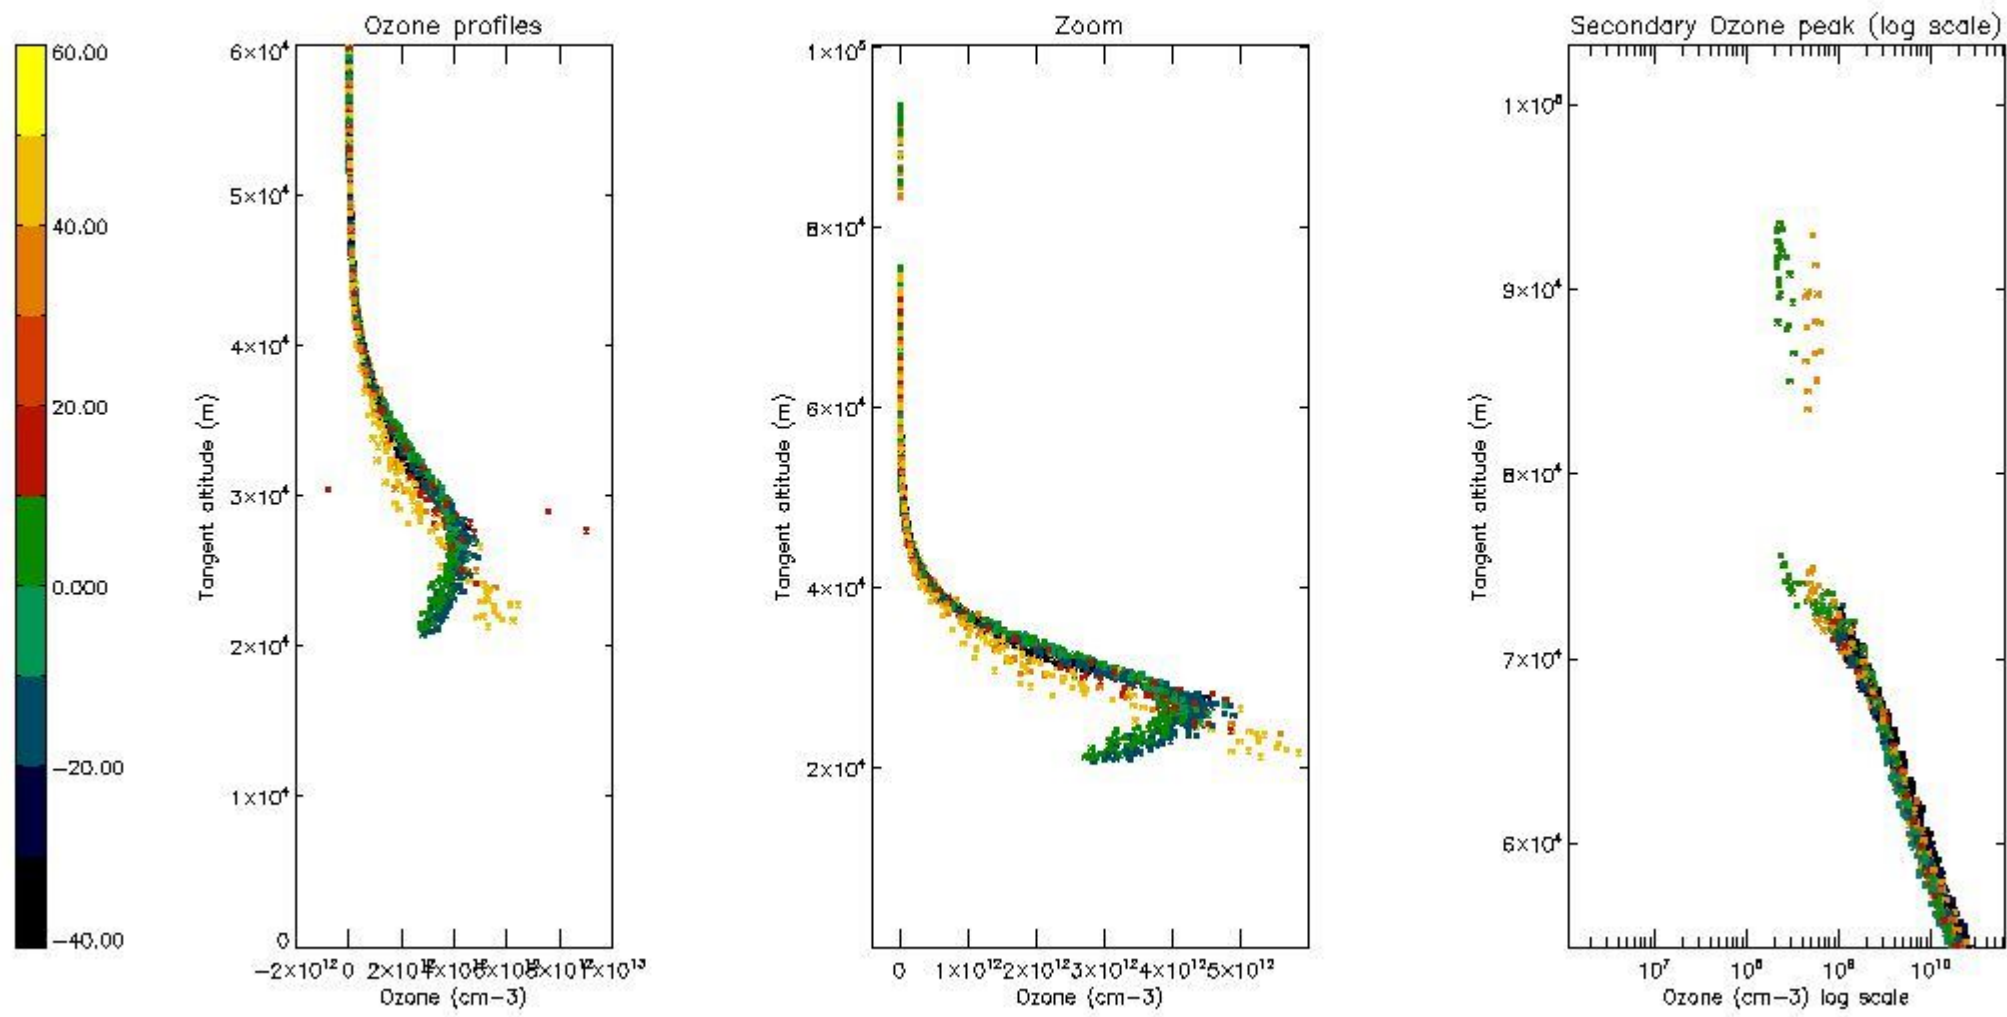 Ozone profiles
Zoom
Secondary Ozone peak (log scale)
60.00
40.00
20.00
0.000
−20.00
−40.00
6×10⁴
5×10⁴
4×10⁴
3×10⁴
2×10⁴
1×10⁴
0
Tangent altitude (m)
−2×10¹² 0 2×10¹²
Ozone (cm−3)
1×10⁵
8×10⁴
6×10⁴
4×10⁴
2×10⁴
Tangent altitude (m)
0 1×10¹² 2×10¹² 3×10¹² 4×10¹² 5×10¹²
Ozone (cm−3)
9×10⁴
8×10⁴
7×10⁴
6×10⁴
Tangent altitude (m)
10⁷ 10⁸ 10⁹ 10¹⁰
Ozone (cm−3) log scale